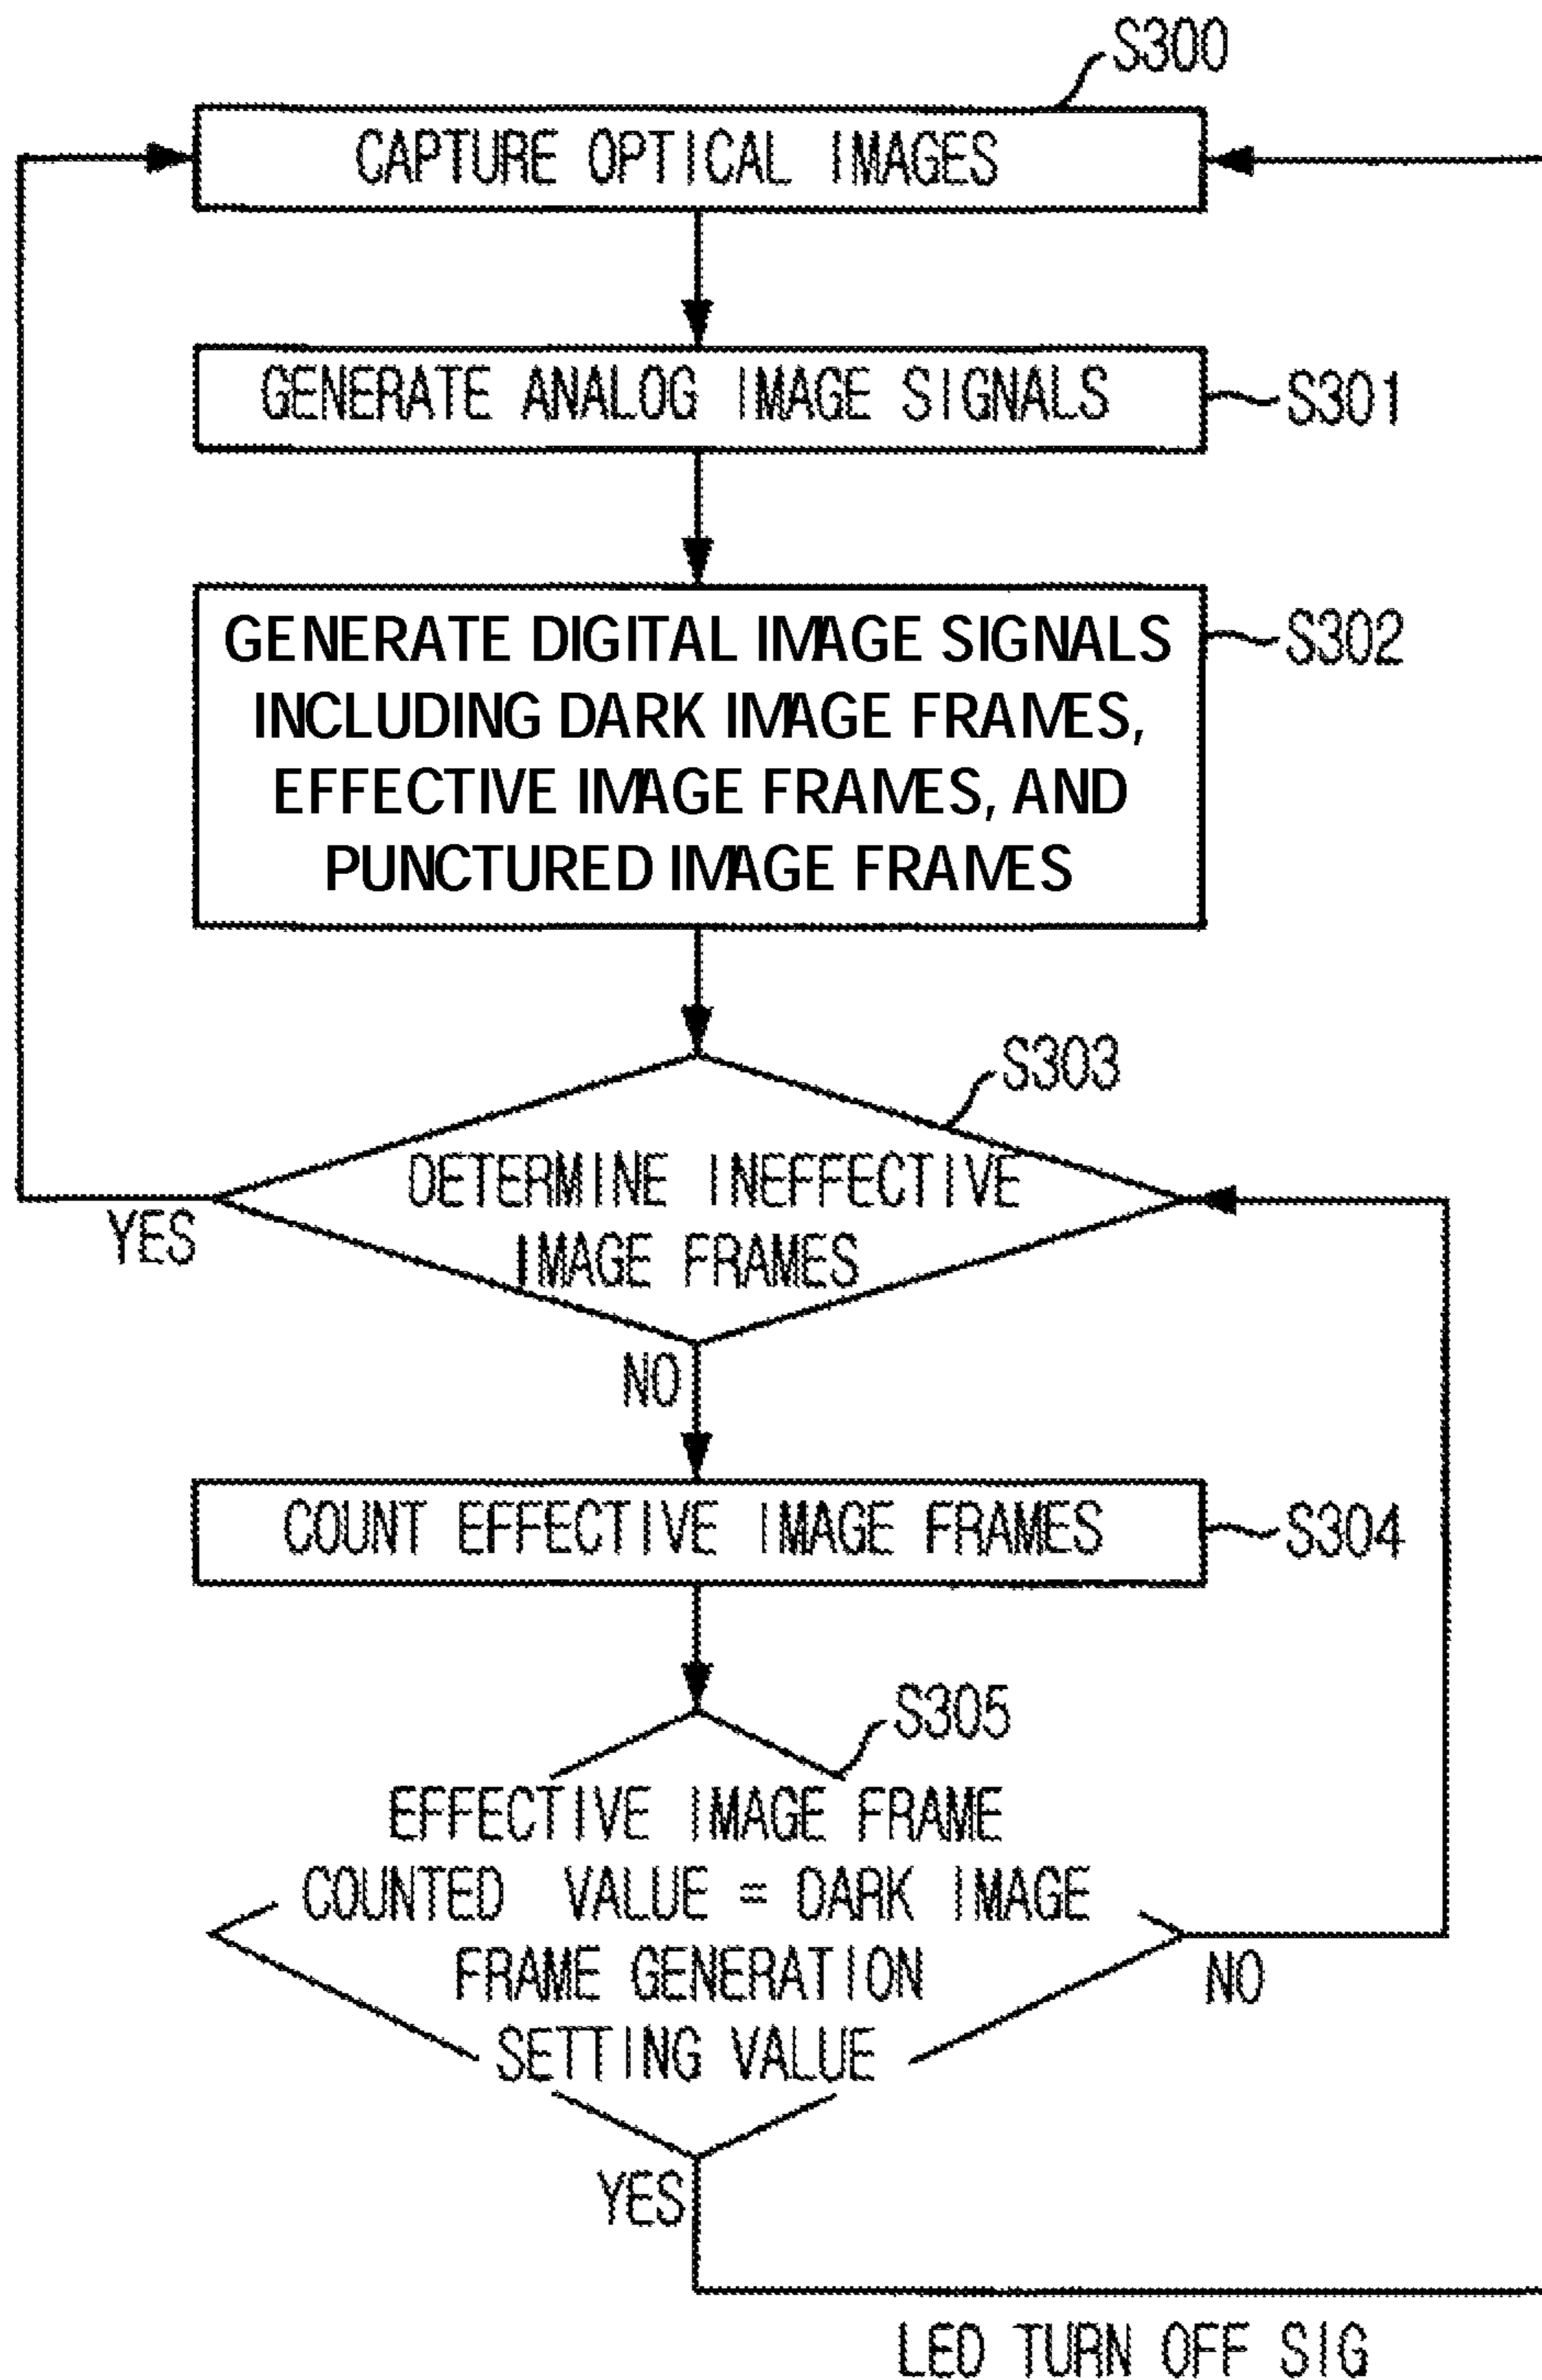 S300
CAPTURE OPTICAL IMAGES
GENERATE ANALOG IMAGE SIGNALS
S301
GENERATE DIGITAL IMAGE SIGNALS
INCLUDING DARK IMAGE FRAMES,
EFFECTIVE IMAGE FRAMES, AND
PUNCTURED IMAGE FRAMES
S302
S303
DETERMINE INEFFECTIVE
IMAGE FRAMES
YES
NO
COUNT EFFECTIVE IMAGE FRAMES
S304
S305
EFFECTIVE IMAGE FRAME
COUNTED VALUE = DARK IMAGE
FRAME GENERATION
SETTING VALUE
NO
YES
LED TURN OFF SIG